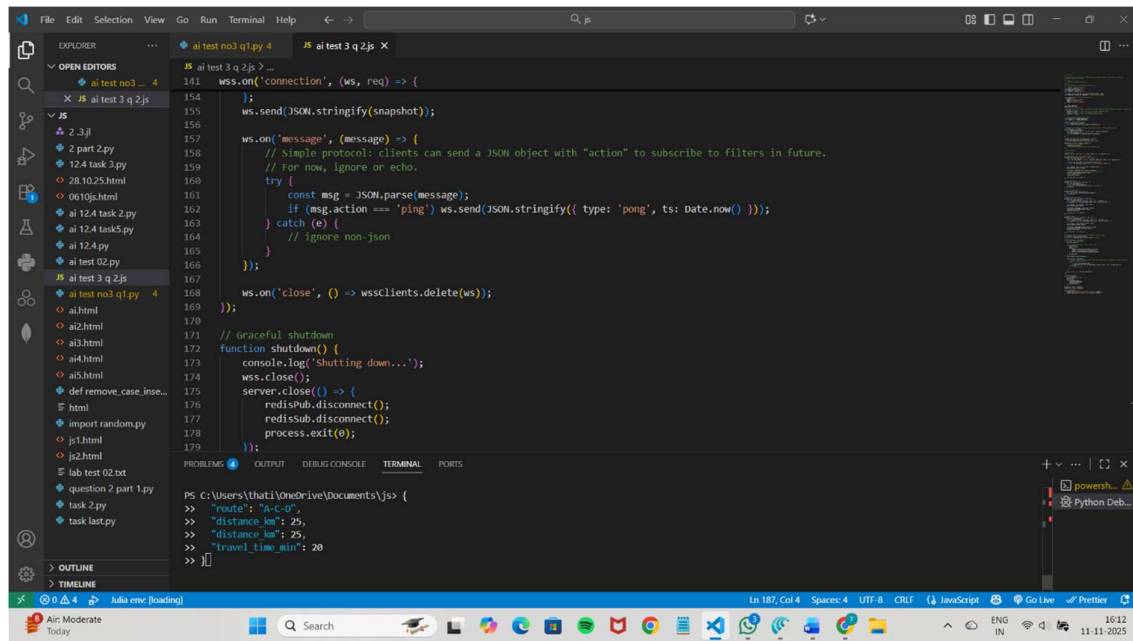 File Edit Selection View Go Run Terminal Help
js
EXPLORER
OPEN EDITORS
ai test no3 ... 4
JS ai test 3 q 2.js
JS
2 .3.jl
2 part 2.py
12.4 task 3.py
28.10.25.html
0610js.html
ai 12.4 task 2.py
ai 12.4 task5.py
ai 12.4.py
ai test 02.py
JS ai test 3 q 2.js
ai test no3 q1.py 4
ai.html
ai2.html
ai3.html
ai4.html
ai5.html
def remove_case_inse...
html
import random.py
js1.html
js2.html
lab test 02.txt
question 2 part 1.py
task 2.py
task last.py
OUTLINE
TIMELINE
ai test no3 q1.py 4 JS ai test 3 q 2.js
JS ai test 3 q 2.js > ...
141 wss.on('connection', (ws, req) => {
154 };
155 ws.send(JSON.stringify(snapshot));
156
157 ws.on('message', (message) => {
158 // Simple protocol: clients can send a JSON object with "action" to subscribe to filters in future.
159 // For now, ignore or echo.
160 try {
161 const msg = JSON.parse(message);
162 if (msg.action === 'ping') ws.send(JSON.stringify({ type: 'pong', ts: Date.now() }));
163 } catch (e) {
164 // ignore non-json
165 }
166 });
167
168 ws.on('close', () => wssClients.delete(ws));
169 });
170
171 // Graceful shutdown
172 function shutdown() {
173 console.log('Shutting down...');
174 wss.close();
175 server.close(() => {
176 redisPub.disconnect();
177 redisSub.disconnect();
178 process.exit(0);
179 });
PROBLEMS 4 OUTPUT DEBUG CONSOLE TERMINAL PORTS
PS C:\Users\thati\OneDrive\Documents\js> {
>> "route": "A-C-D",
>> "distance_km": 25,
>> "distance_km": 25,
>> "travel_time_min": 20
>> }
powersh...
Python Deb...
0 4 Julia env: [loading] Ln 187, Col 4 Spaces: 4 UTF-8 CRLF {} JavaScript Go Live Prettier
Air: Moderate
Today
Search
ENG
IN
16:12
11-11-2025